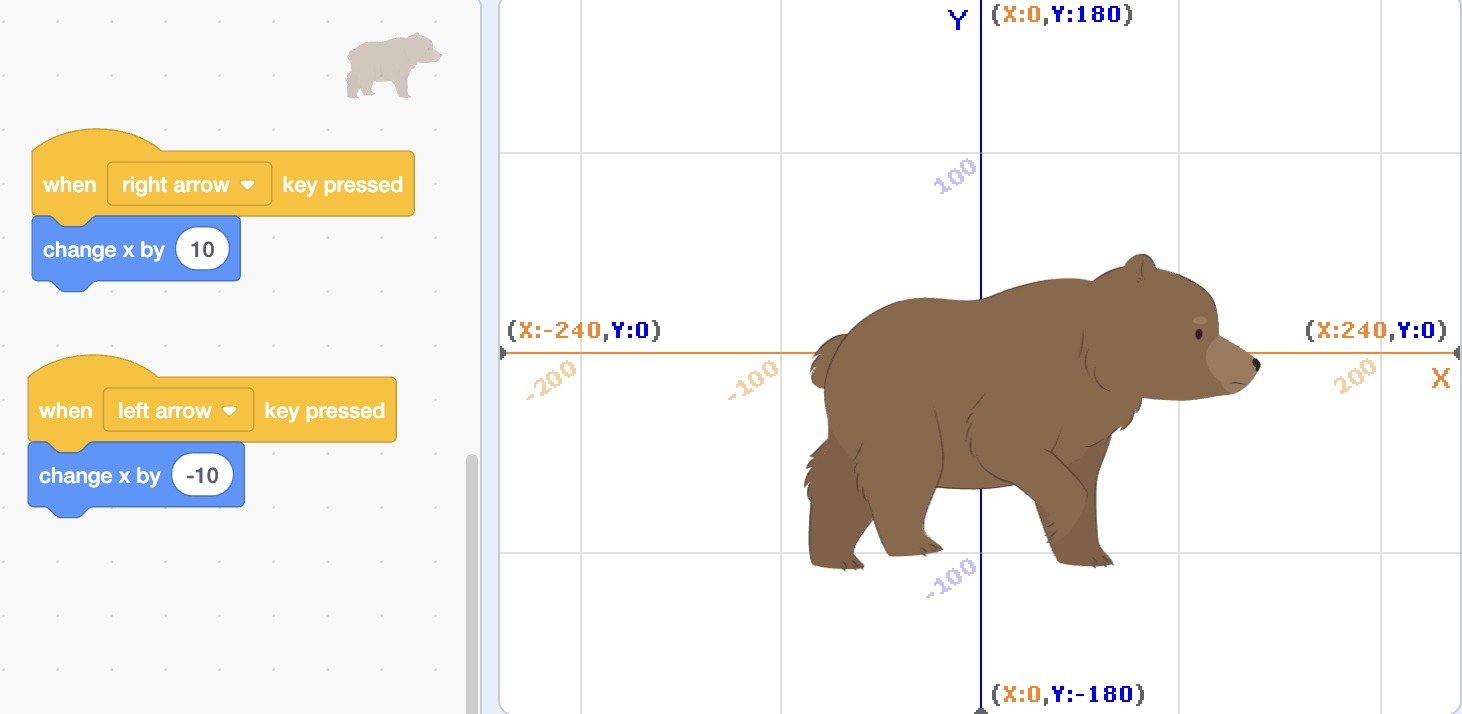 when right arrow key pressed
change x by 10
when left arrow key pressed
change x by -10
Y (X:0,Y:180)
100
(X:-240,Y:0) (X:240,Y:0)
-200 -100 200 X
-100
(X:0,Y:-180)